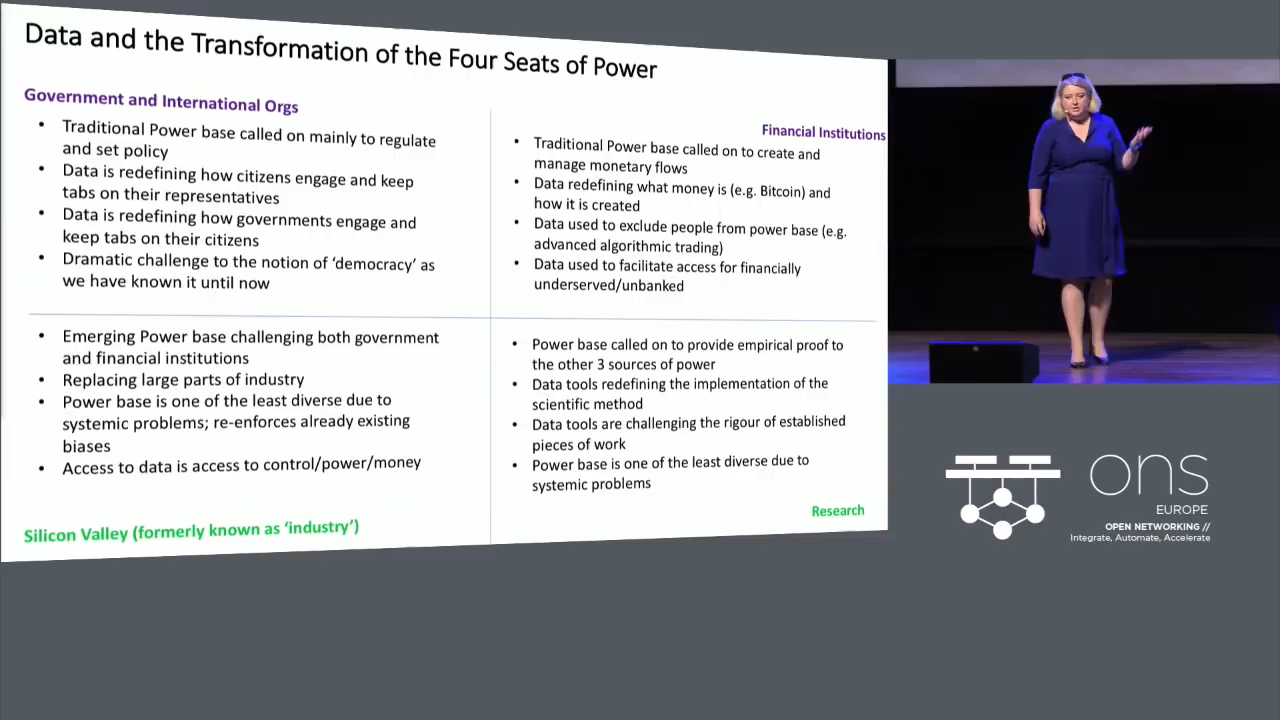 Data and the Transformation of the Four Seats of Power
Government and International Orgs
• Traditional Power base called on mainly to regulate
and set policy
• Data is redefining how citizens engage and keep
tabs on their representatives
• Data is redefining how governments engage and
keep tabs on their citizens
• Dramatic challenge to the notion of ‘democracy’ as
we have known it until now
Financial Institutions
• Traditional Power base called on to create and
manage monetary flows
• Data redefining what money is (e.g. Bitcoin) and
how it is created
• Data used to exclude people from power base (e.g.
advanced algorithmic trading)
• Data used to facilitate access for financially
underserved/unbanked
• Emerging Power base challenging both government
and financial institutions
• Replacing large parts of industry
• Power base is one of the least diverse due to
systemic problems; re-enforces already existing
biases
• Access to data is access to control/power/money
Silicon Valley (formerly known as ‘industry’)
• Power base called on to provide empirical proof to
the other 3 sources of power
• Data tools redefining the implementation of the
scientific method
• Data tools are challenging the rigour of established
pieces of work
• Power base is one of the least diverse due to
systemic problems
Research
ons
EUROPE
OPEN NETWORKING //
Integrate, Automate, Accelerate